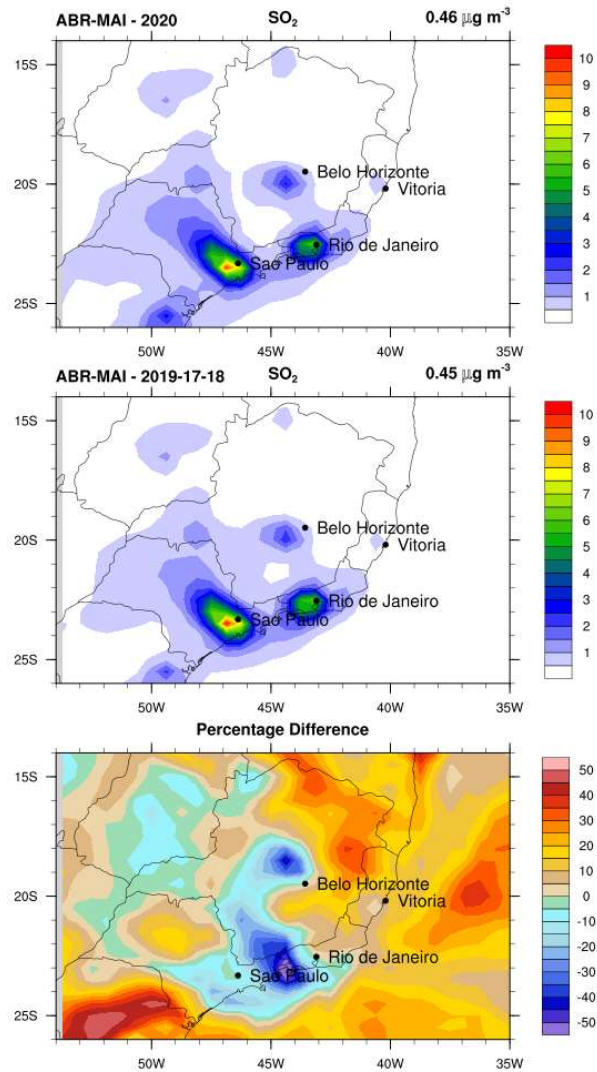 ABR-MAI - 2020 SO₂ 0.46 μg m⁻³
15S
20S
25S
50W 45W 40W 35W
Belo Horizonte
Vitoria
Rio de Janeiro
Sao Paulo
10
9
8
7
6
5
4
3
2
1
ABR-MAI - 2019-17-18 SO₂ 0.45 μg m⁻³
15S
20S
25S
50W 45W 40W 35W
Belo Horizonte
Vitoria
Rio de Janeiro
Sao Paulo
10
9
8
7
6
5
4
3
2
1
Percentage Difference
15S
20S
25S
50W 45W 40W 35W
Belo Horizonte
Vitoria
Rio de Janeiro
Sao Paulo
50
40
30
20
10
5
0
-5
-10
-20
-30
-40
-50